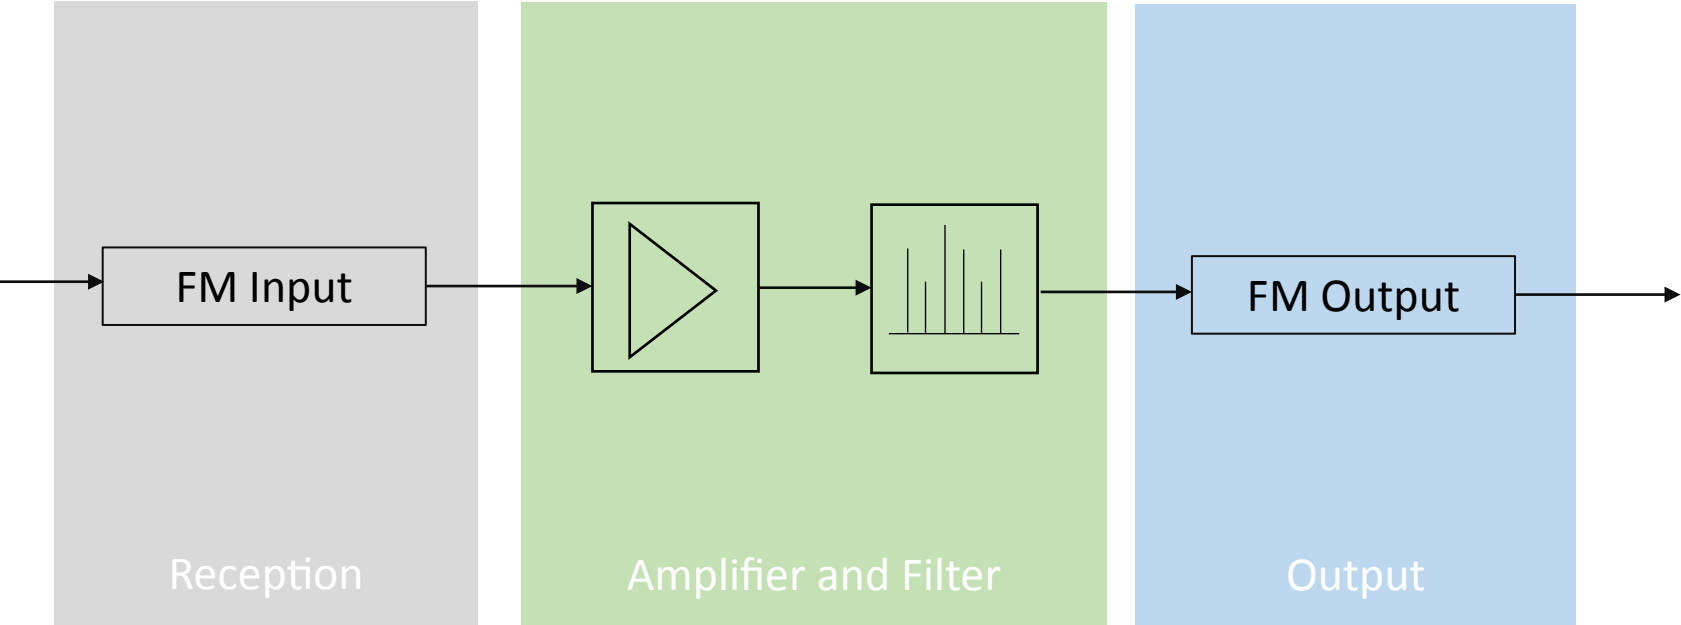 FM Input
FM Output
Reception
Amplifier and Filter
Output